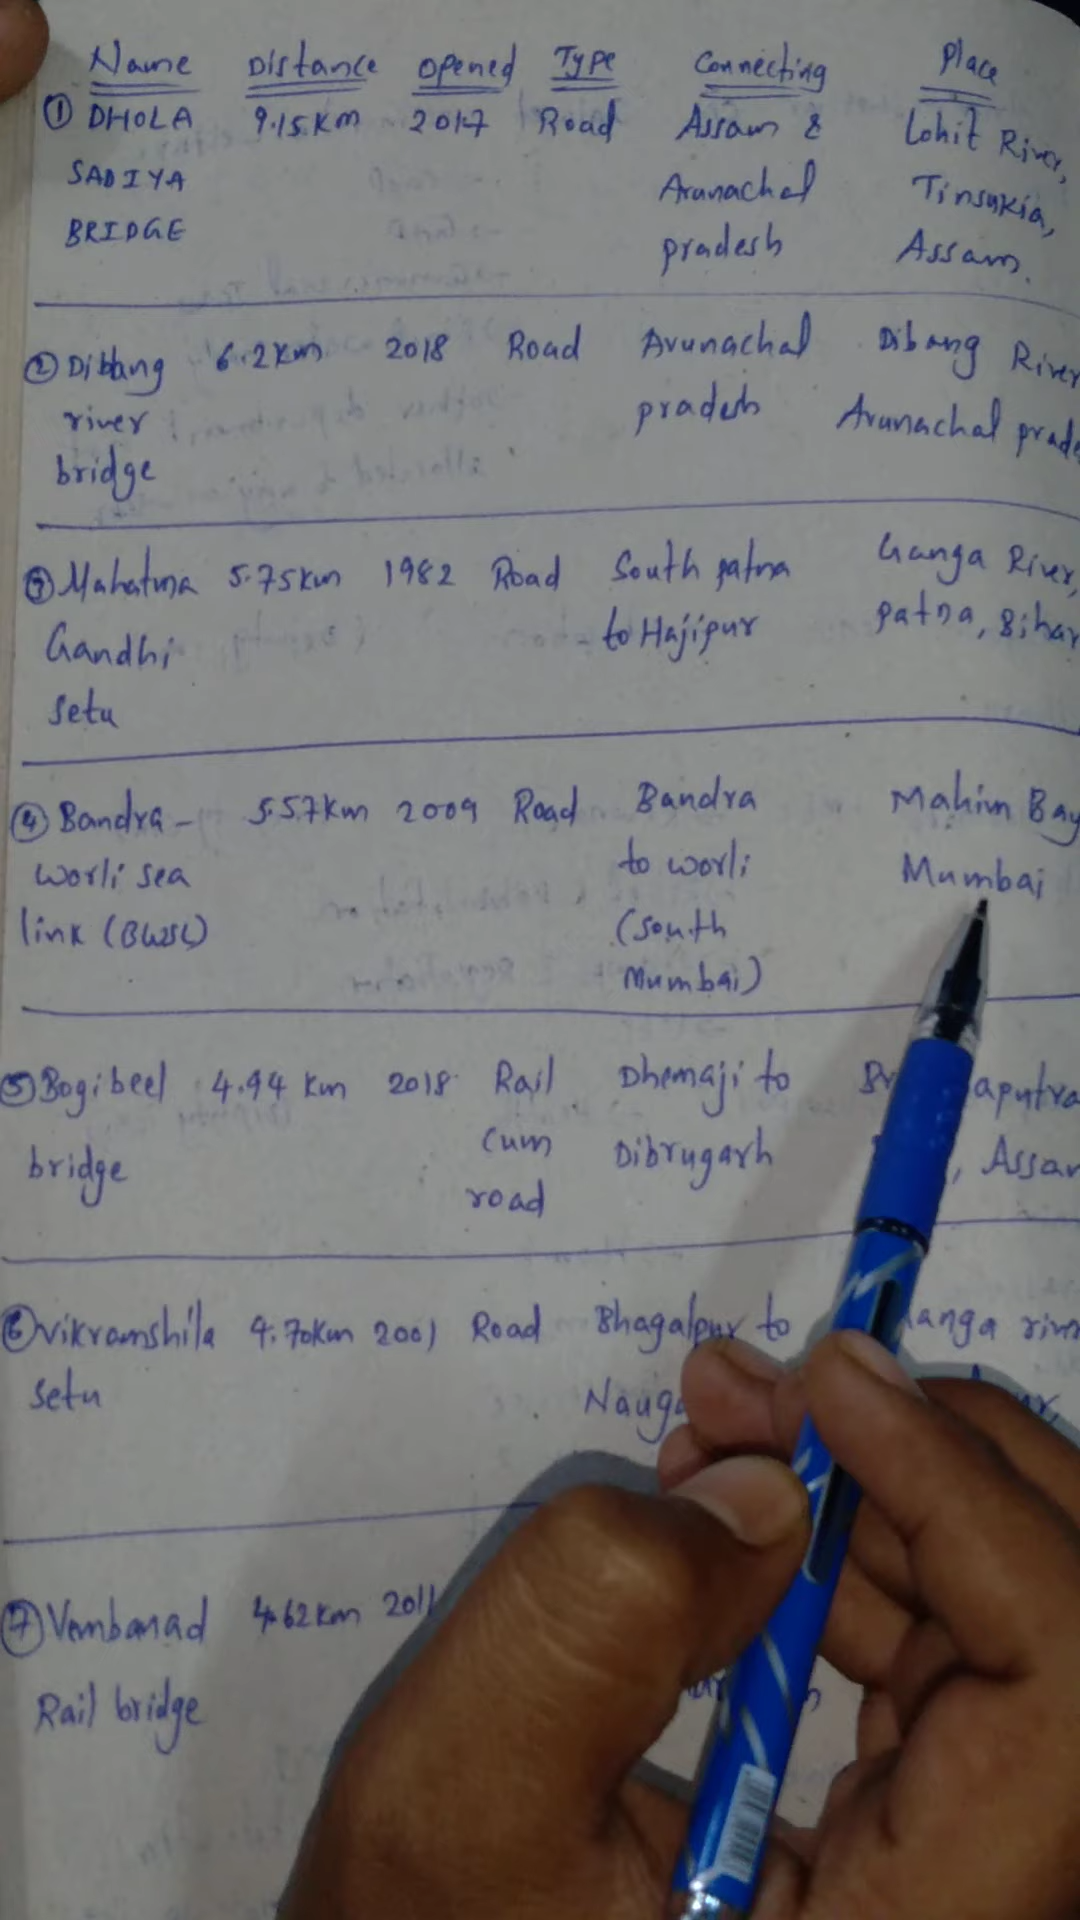 Name Distance Opened Type Connecting Place
① DHOLA 9.15 Km 2017 Road Assam & Lohit River,
SADIYA Arunachal Tinsukia,
BRIDGE pradesh Assam.
② Dibang 6.2 Km 2018 Road Arunachal Dibang River
river pradesh Arunachal prade
bridge
③ Mahatma 5.75 Km 1982 Road South patna Ganga River,
Gandhi to Hajipur patna, Bihar
setu
④ Bandra- 5.57 Km 2009 Road Bandra Mahim Bay
worli sea to worli Mumbai
link (BWSL) (South
Mumbai)
⑤ Bogibeel 4.94 Km 2018 Rail Dhemaji to
bridge cum Dibrugarh
road
⑥ Vikramshila 4.70 Km 2001 Road Bhagalpur to
setu
⑦ Vembanad 4.62 Km 2011
Rail bridge